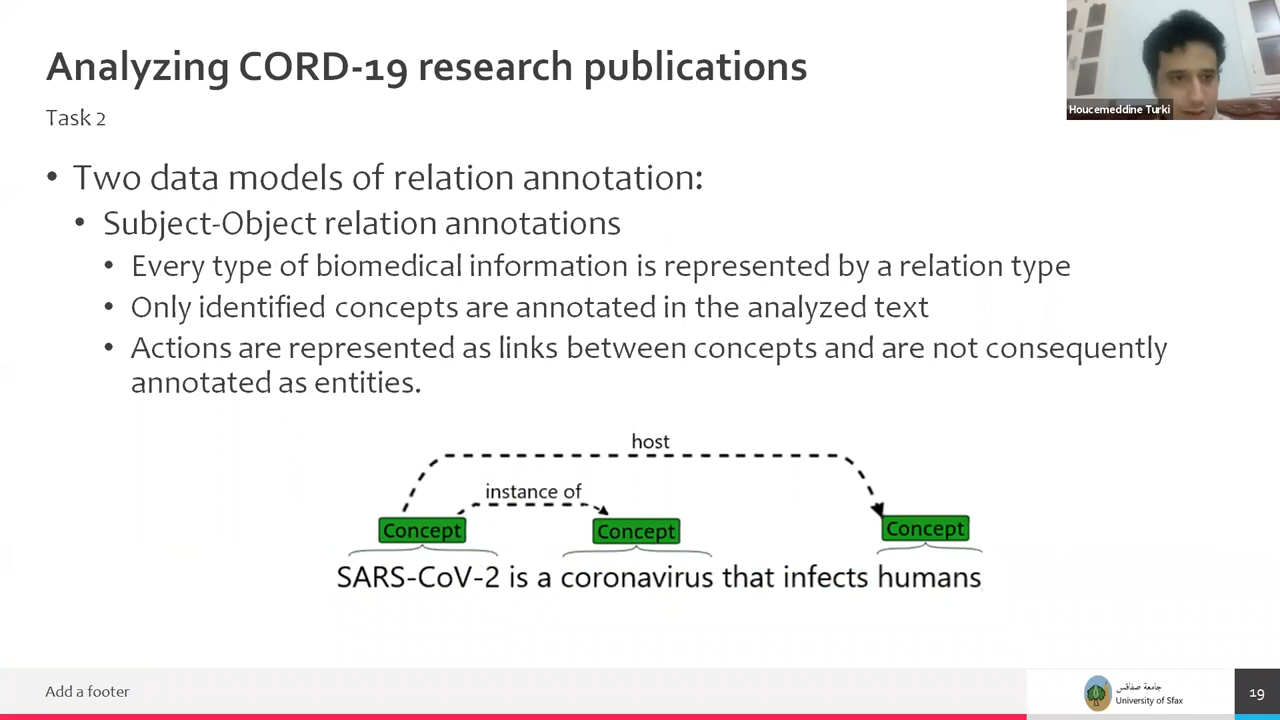 Analyzing CORD-19 research publications
Houcemeddine Turki
Task 2
• Two data models of relation annotation:
• Subject-Object relation annotations
• Every type of biomedical information is represented by a relation type
• Only identified concepts are annotated in the analyzed text
• Actions are represented as links between concepts and are not consequently
annotated as entities.
host
instance of
Concept Concept Concept
SARS-CoV-2 is a coronavirus that infects humans
Add a footer
جامعة صفاقس
University of Sfax
19